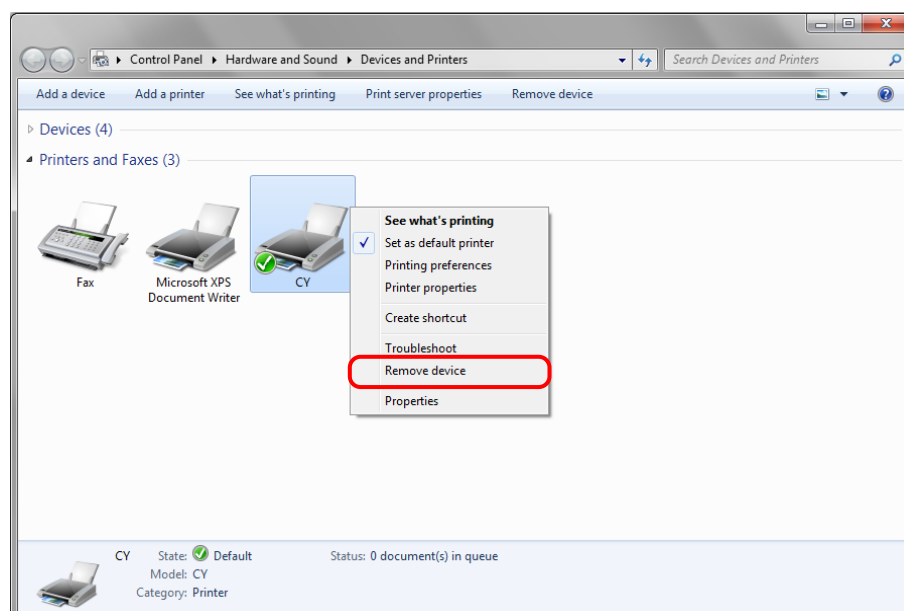 Control Panel Hardware and Sound Devices and Printers Search Devices and Printers
Add a device Add a printer See what's printing Print server properties Remove device
Devices (4)
Printers and Faxes (3)
Fax
Microsoft XPS
Document Writer
CY
See what's printing
Set as default printer
Printing preferences
Printer properties
Create shortcut
Troubleshoot
Remove device
Properties
CY State: Default Status: 0 document(s) in queue
Model: CY
Category: Printer